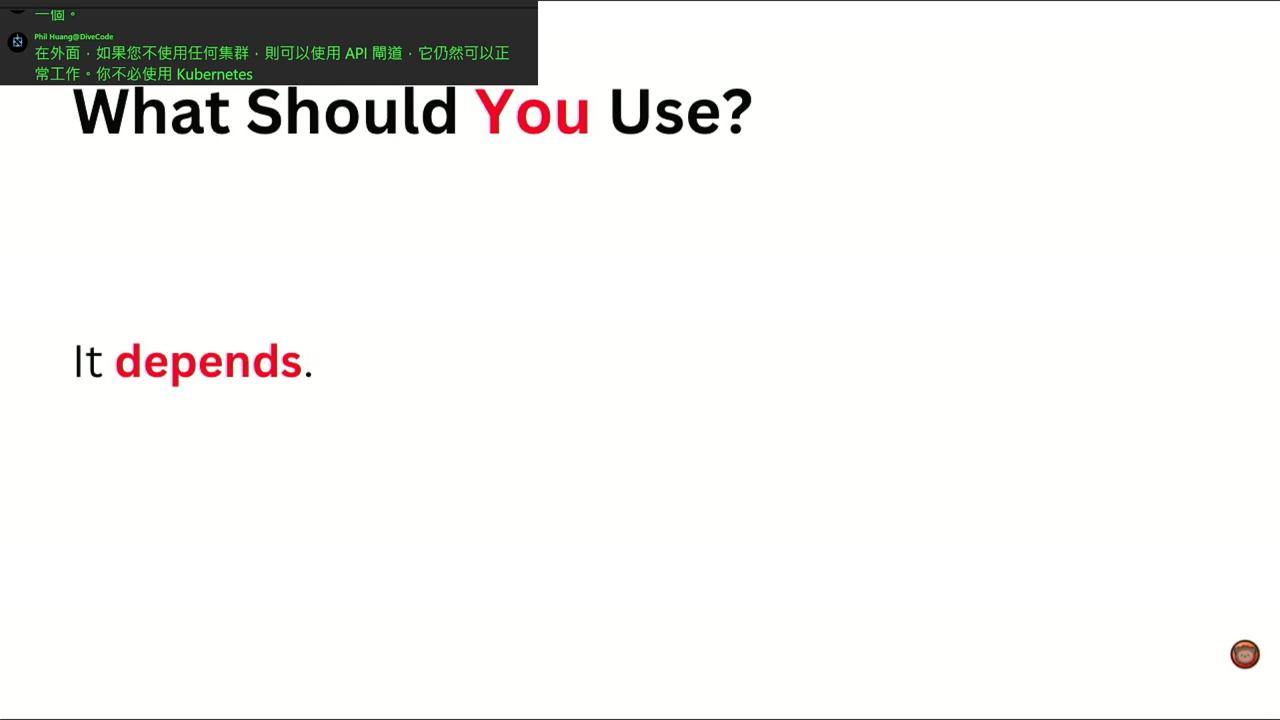 一個。
Phil Huang@DiveCode
在外面，如果您不使用任何集群，則可以使用 API 閘道，它仍然可以正
常工作。你不必使用 Kubernetes
What Should You Use?
It depends.